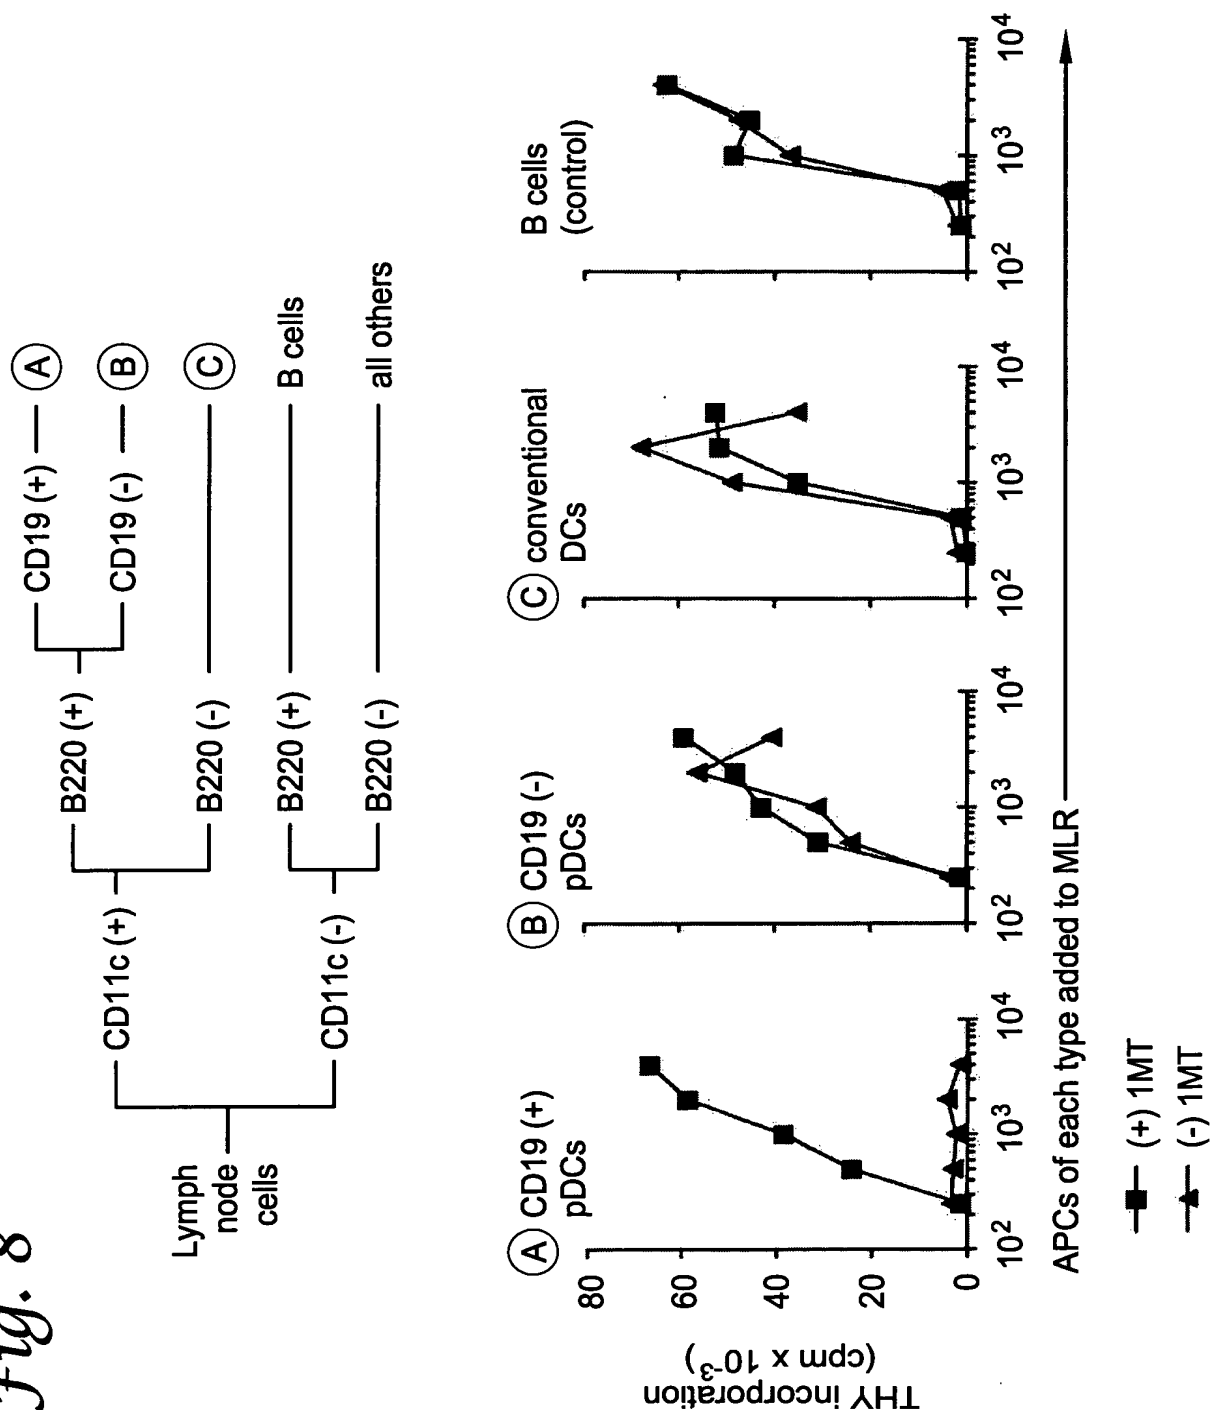 Fig. 8
Lymph
node
cells
CD11c (+)
CD11c (-)
B220 (+)
B220 (-)
B220 (+)
B220 (-)
CD19 (+)
CD19 (-)
A
B
C
B cells
all others
A CD19 (+)
pDCs
B CD19 (-)
pDCs
C conventional
DCs
B cells
(control)
THY incorporation
(cpm x 10-3)
80
60
40
20
0
10² 10³ 10⁴
10² 10³ 10⁴
10² 10³ 10⁴
10² 10³ 10⁴
APCs of each type added to MLR
(+) 1MT
(-) 1MT